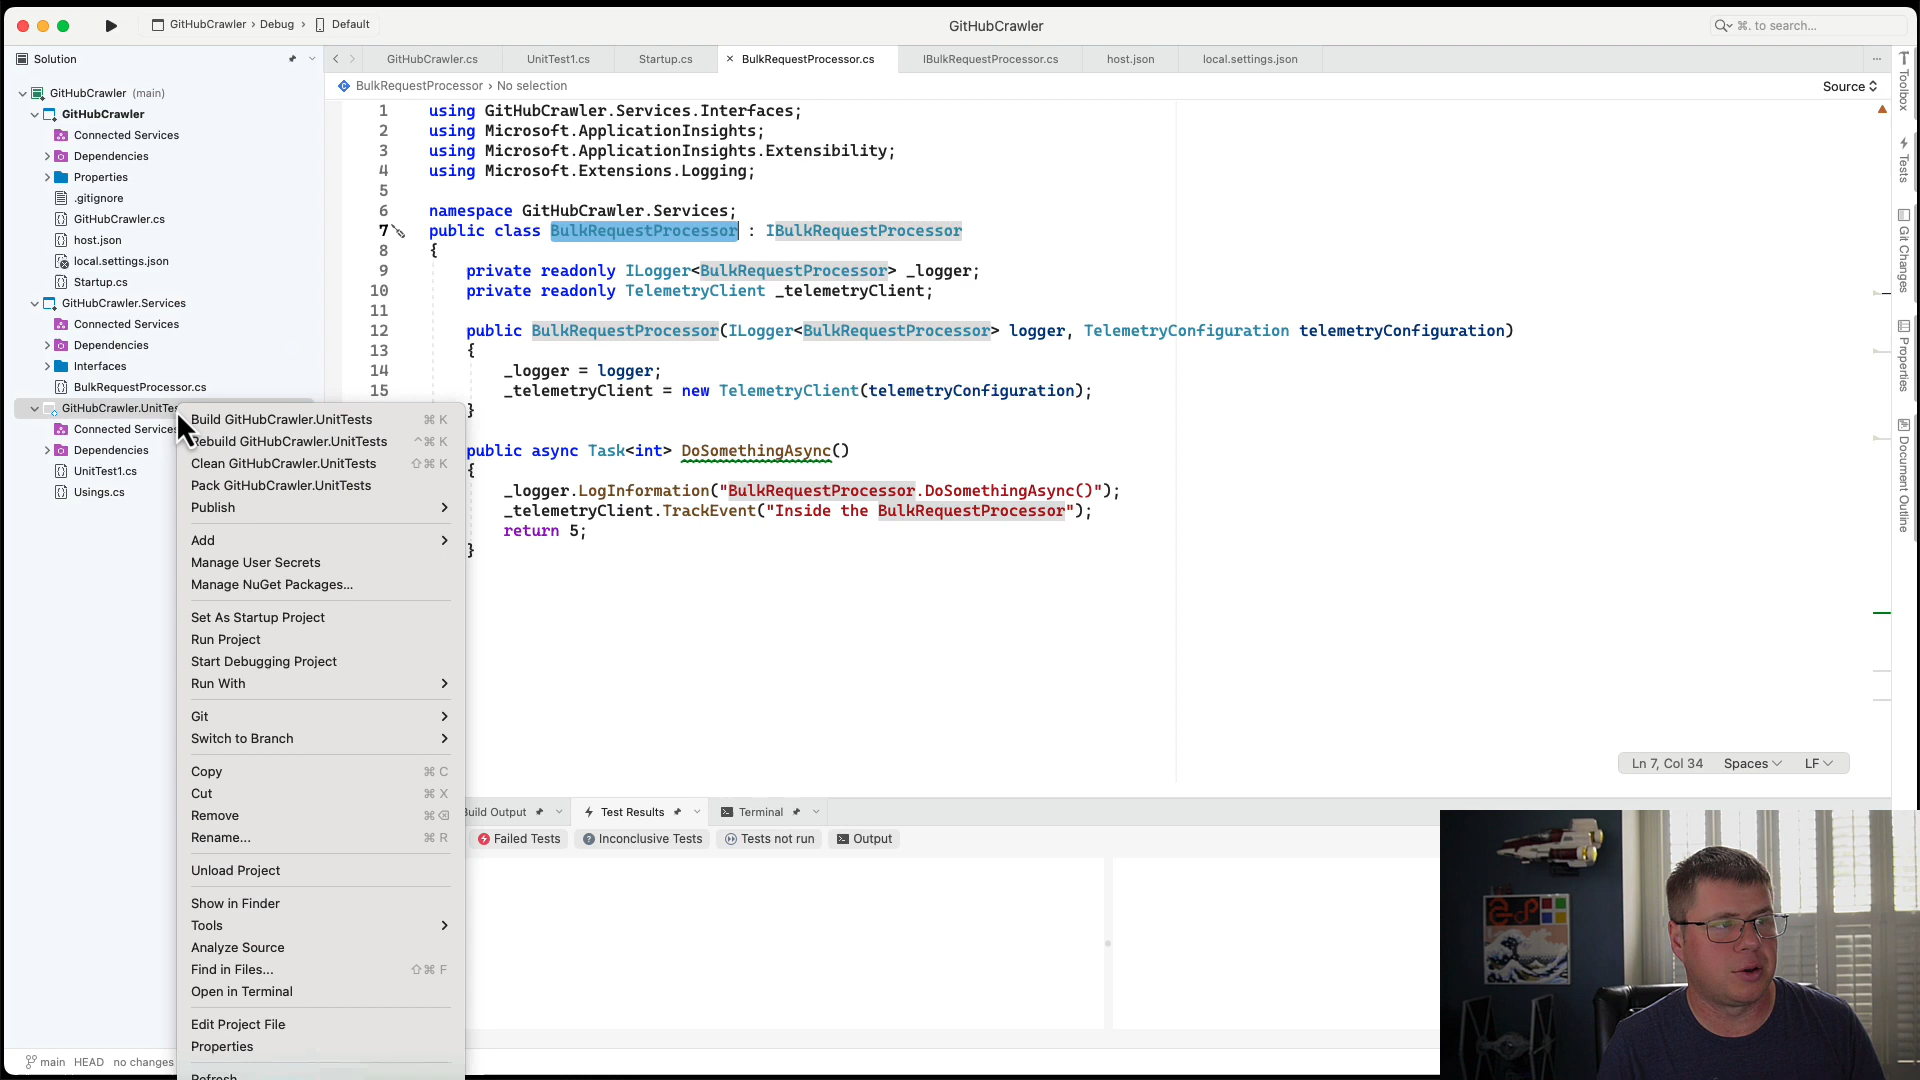 GitHubCrawler › Debug › Default
GitHubCrawler
⌘. to search...
Solution
GitHubCrawler.cs
UnitTest1.cs
Startup.cs
× BulkRequestProcessor.cs
IBulkRequestProcessor.cs
host.json
local.settings.json
BulkRequestProcessor › No selection
Source
GitHubCrawler (main)
GitHubCrawler
Connected Services
Dependencies
Properties
.gitignore
GitHubCrawler.cs
host.json
local.settings.json
Startup.cs
GitHubCrawler.Services
Connected Services
Dependencies
Interfaces
BulkRequestProcessor.cs
GitHubCrawler.UnitTes
Connected Services
Dependencies
UnitTest1.cs
Usings.cs
1 using GitHubCrawler.Services.Interfaces;
2 using Microsoft.ApplicationInsights;
3 using Microsoft.ApplicationInsights.Extensibility;
4 using Microsoft.Extensions.Logging;
5
6 namespace GitHubCrawler.Services;
7 public class BulkRequestProcessor : IBulkRequestProcessor
8 {
9 private readonly ILogger<BulkRequestProcessor> _logger;
10 private readonly TelemetryClient _telemetryClient;
11
12 public BulkRequestProcessor(ILogger<BulkRequestProcessor> logger, TelemetryConfiguration telemetryConfiguration)
13 {
14 _logger = logger;
15 _telemetryClient = new TelemetryClient(telemetryConfiguration);
}
public async Task<int> DoSomethingAsync()
{
_logger.LogInformation("BulkRequestProcessor.DoSomethingAsync()");
_telemetryClient.TrackEvent("Inside the BulkRequestProcessor");
return 5;
}
Build GitHubCrawler.UnitTests ⌘ K
Rebuild GitHubCrawler.UnitTests ^⌘ K
Clean GitHubCrawler.UnitTests ⇧⌘ K
Pack GitHubCrawler.UnitTests
Publish
Add
Manage User Secrets
Manage NuGet Packages...
Set As Startup Project
Run Project
Start Debugging Project
Run With
Git
Switch to Branch
Copy ⌘ C
Cut ⌘ X
Remove ⌘ ⌫
Rename... ⌘ R
Unload Project
Show in Finder
Tools
Analyze Source
Find in Files... ⇧⌘ F
Open in Terminal
Edit Project File
Properties
Refresh
Ln 7, Col 34 Spaces LF
Build Output
Test Results
Terminal
Failed Tests
Inconclusive Tests
Tests not run
Output
main HEAD no changes
Toolbox
Tests
Git Changes
Properties
Document Outline